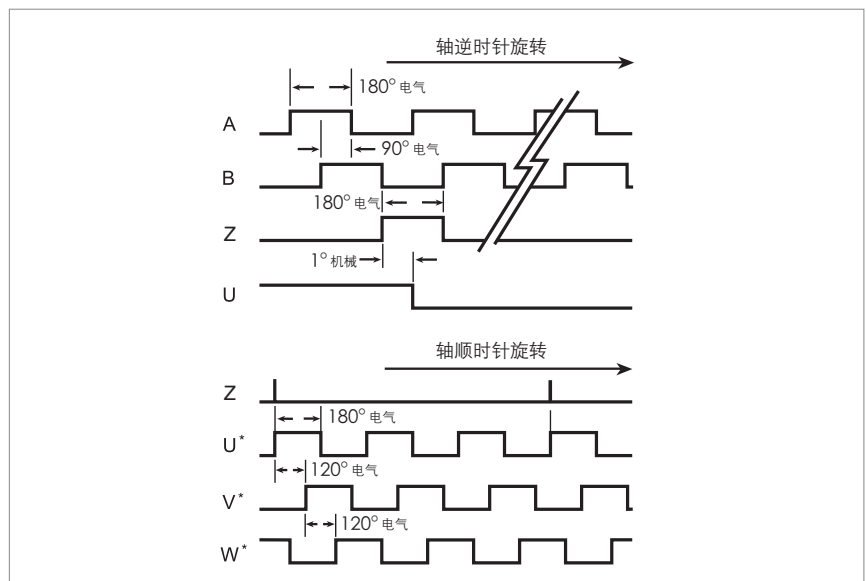 轴逆时针旋转
180° 电气
A
90° 电气
B
180° 电气
Z
1° 机械
U
轴顺时针旋转
Z
180° 电气
U*
120° 电气
V*
120° 电气
W*